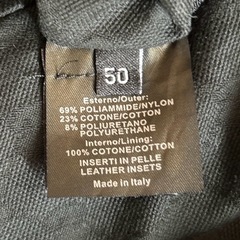 50
Esterno/Outer:
69% POLIAMMIDE/NYLON
23% COTONE/COTTON
8% POLIURETANO
POLYURETHANE
Interno/Lining:
100% COTONE/COTTON
INSERTI IN PELLE
LEATHER INSETS
Made in Italy